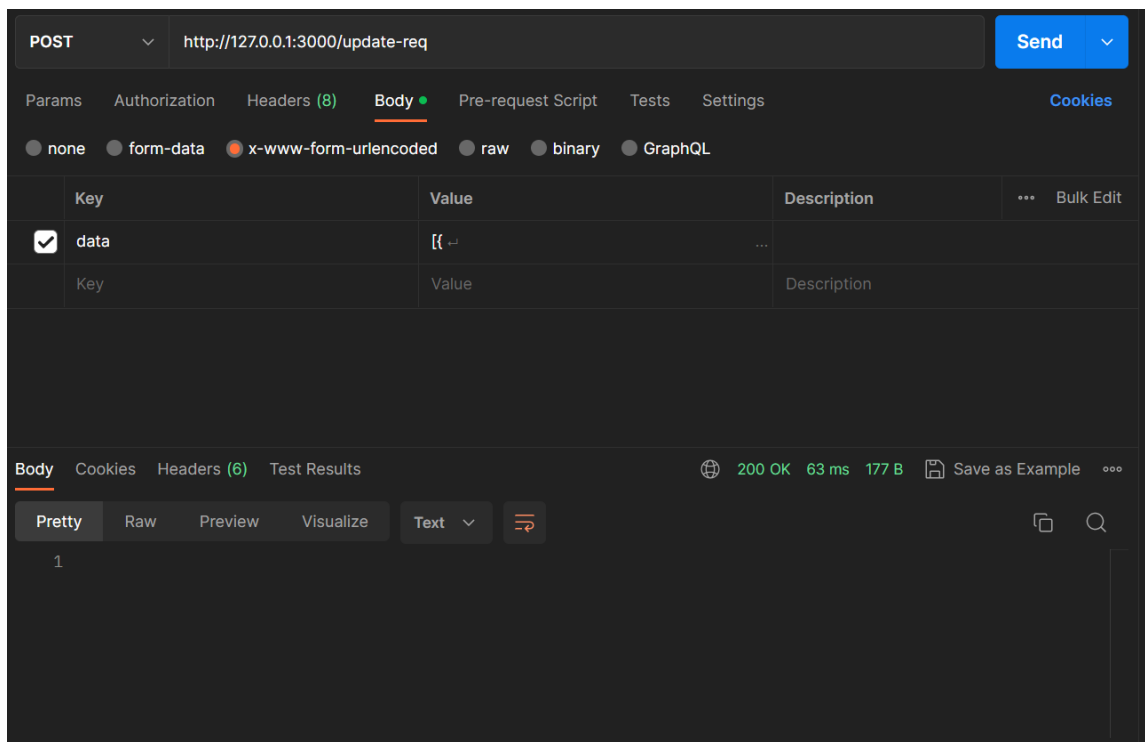 POST http://127.0.0.1:3000/update-req Send
Params Authorization Headers (8) Body Pre-request Script Tests Settings Cookies
none form-data x-www-form-urlencoded raw binary GraphQL
Key Value Description ••• Bulk Edit
data [{ ↵ ...
Key Value Description
Body Cookies Headers (6) Test Results 200 OK 63 ms 177 B Save as Example •••
Pretty Raw Preview Visualize Text
1